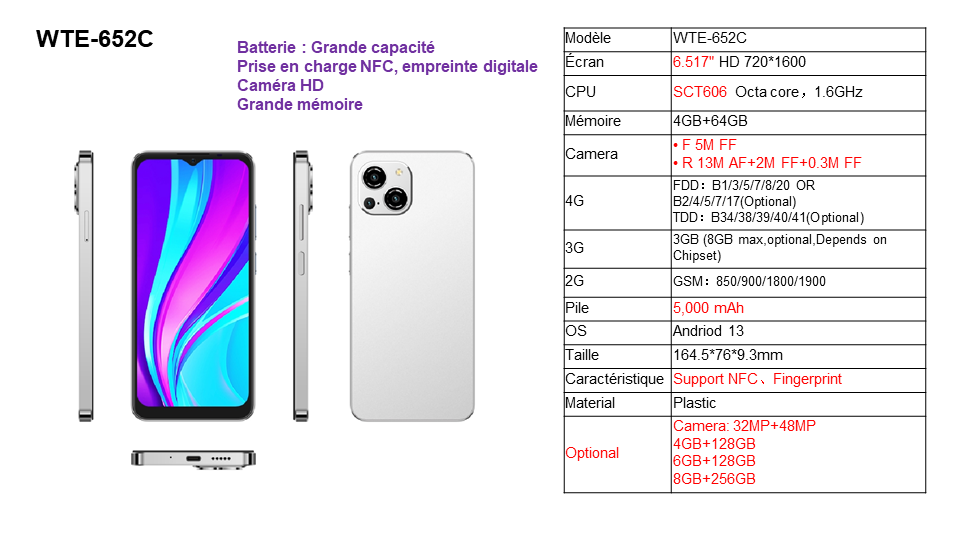 WTE-652C
Batterie : Grande capacité
Prise en charge NFC, empreinte digitale
Caméra HD
Grande mémoire
Modèle WTE-652C
Écran 6.517" HD 720*1600
CPU SCT606 Octa core，1.6GHz
Mémoire 4GB+64GB
Camera
• F 5M FF
• R 13M AF+2M FF+0.3M FF
4G
FDD：B1/3/5/7/8/20 OR
B2/4/5/7/17(Optional)
TDD：B34/38/39/40/41(Optional)
3G
3GB (8GB max,optional,Depends on
Chipset)
2G GSM：850/900/1800/1900
Pile 5,000 mAh
OS Andriod 13
Taille 164.5*76*9.3mm
Caractéristique Support NFC、Fingerprint
Material Plastic
Optional
Camera: 32MP+48MP
4GB+128GB
6GB+128GB
8GB+256GB